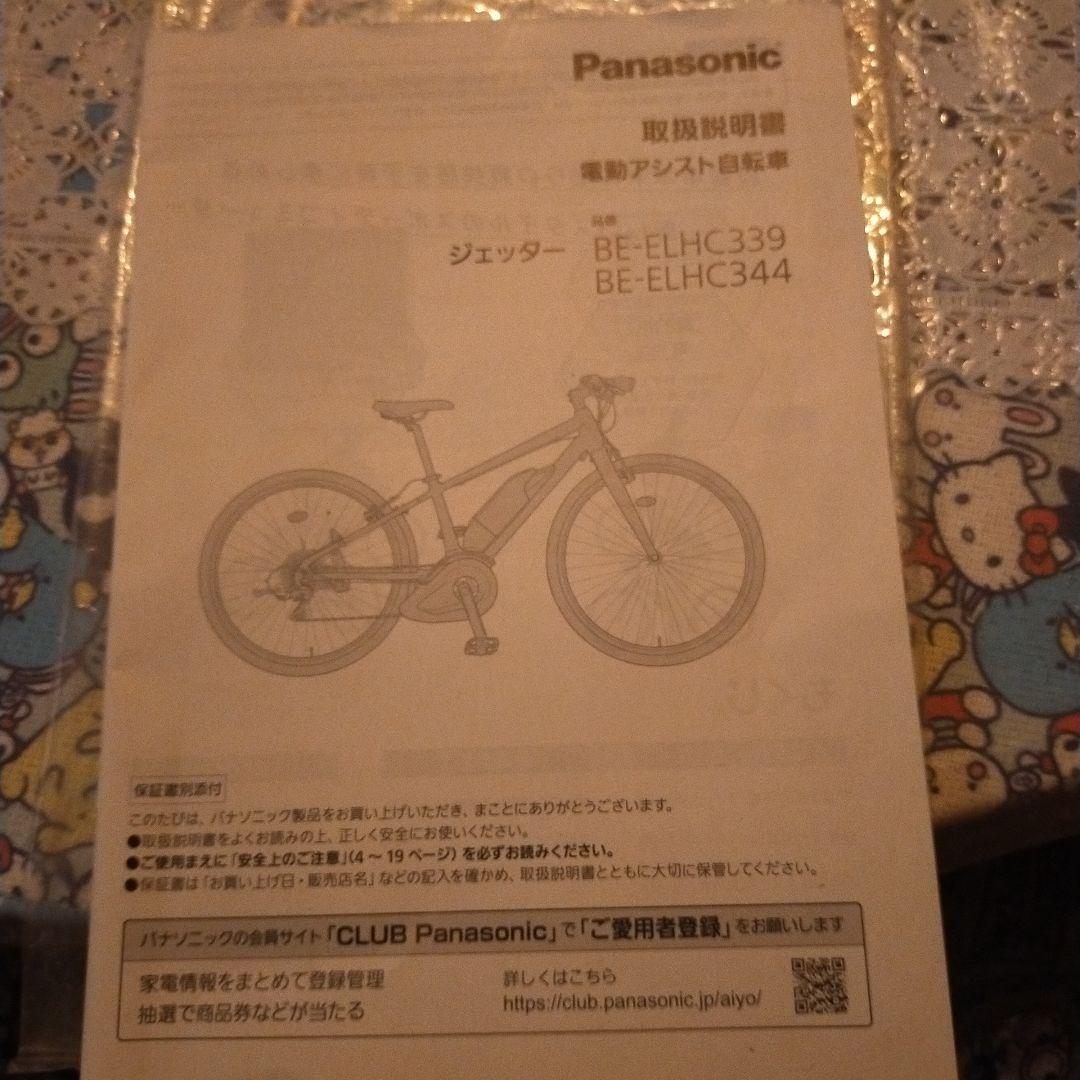 Panasonic
取扱説明書
電動アシスト自転車
品番
ジェッター BE-ELHC339
BE-ELHC344
保証書別添付
このたびは、パナソニック製品をお買い上げいただき、まことにありがとうございます。
●取扱説明書をよくお読みの上、正しく安全にお使いください。
●ご使用まえに「安全上のご注意」(4 ～ 19 ページ) を必ずお読みください。
●保証書は「お買い上げ日・販売店名」などの記入を確かめ、取扱説明書とともに大切に保管してください。
パナソニックの会員サイト「CLUB Panasonic」で「ご愛用者登録」をお願いします
家電情報をまとめて登録管理
抽選で商品券などが当たる
詳しくはこちら
https://club.panasonic.jp/aiyo/